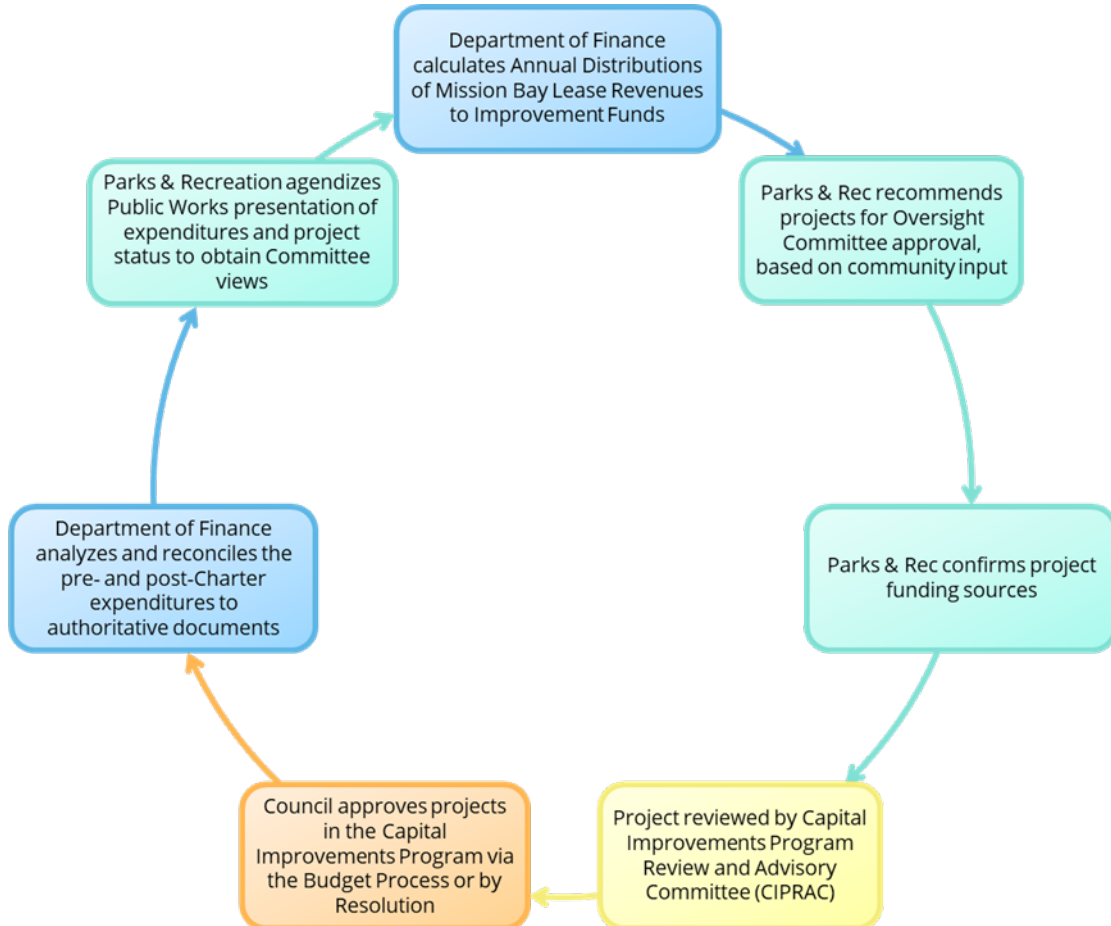 Department of Finance
calculates Annual Distributions
of Mission Bay Lease Revenues
to Improvement Funds
Parks & Rec recommends
projects for Oversight
Committee approval,
based on community input
Parks & Rec confirms project
funding sources
Project reviewed by Capital
Improvements Program
Review and Advisory
Committee (CIPRAC)
Council approves projects
in the Capital
Improvements Program via
the Budget Process or by
Resolution
Department of Finance
analyzes and reconciles the
pre- and post-Charter
expenditures to
authoritative documents
Parks & Recreation agendizes
Public Works presentation of
expenditures and project
status to obtain Committee
views